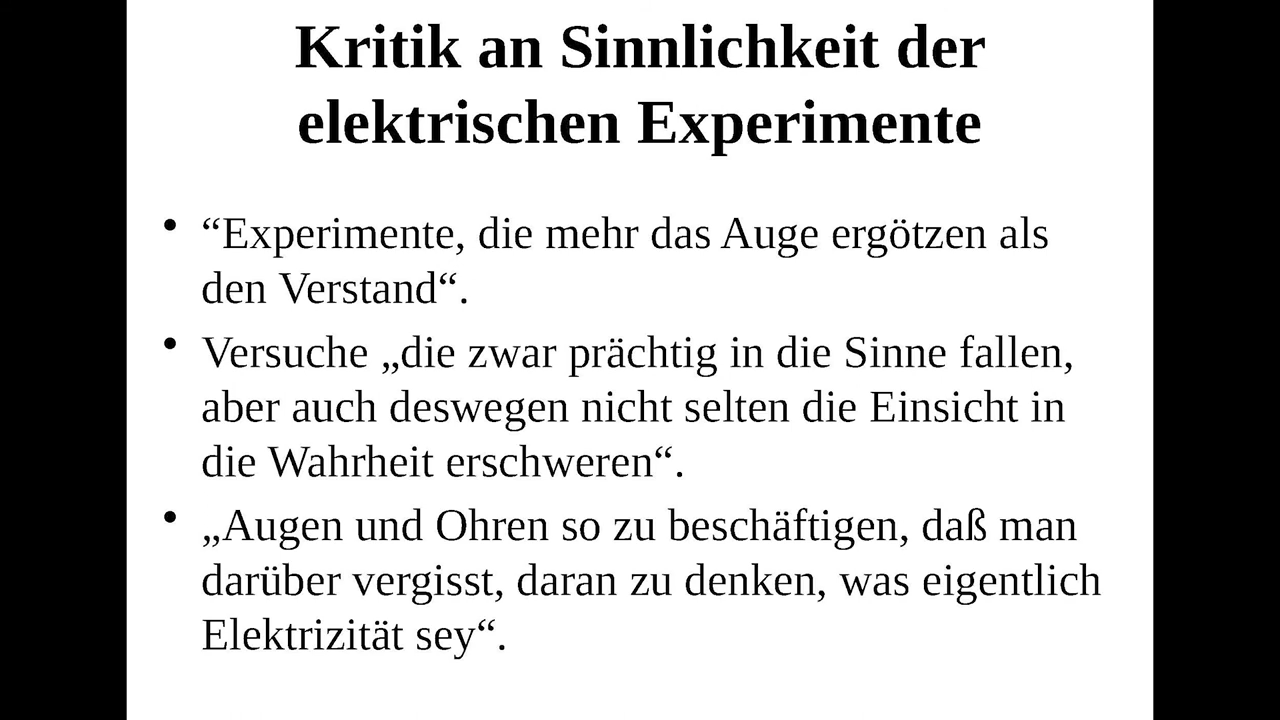 Kritik an Sinnlichkeit der
elektrischen Experimente
• “Experimente, die mehr das Auge ergötzen als
den Verstand“.
• Versuche „die zwar prächtig in die Sinne fallen,
aber auch deswegen nicht selten die Einsicht in
die Wahrheit erschweren“.
• „Augen und Ohren so zu beschäftigen, daß man
darüber vergisst, daran zu denken, was eigentlich
Elektrizität sey“.